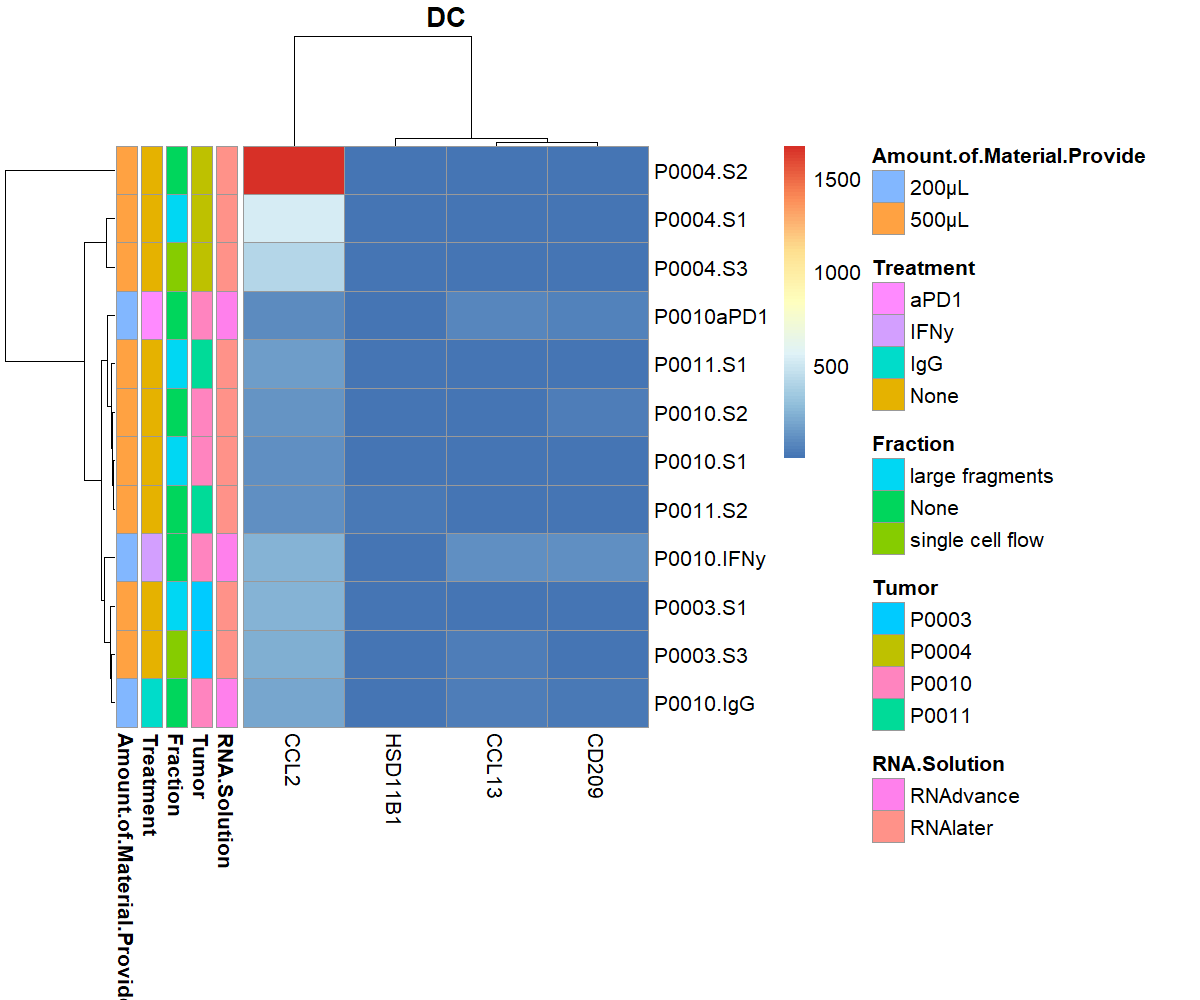 DC
P0004.S2
P0004.S1
P0004.S3
P0010aPD1
P0011.S1
P0010.S2
P0010.S1
P0011.S2
P0010.IFNy
P0003.S1
P0003.S3
P0010.IgG
Amount.of.Material.Provide
Treatment
Fraction
Tumor
RNA.Solution
CCL2
HSD11B1
CCL13
CD209
1500
1000
500
Amount.of.Material.Provide
200µL
500µL
Treatment
aPD1
IFNy
IgG
None
Fraction
large fragments
None
single cell flow
Tumor
P0003
P0004
P0010
P0011
RNA.Solution
RNAdvance
RNAlater